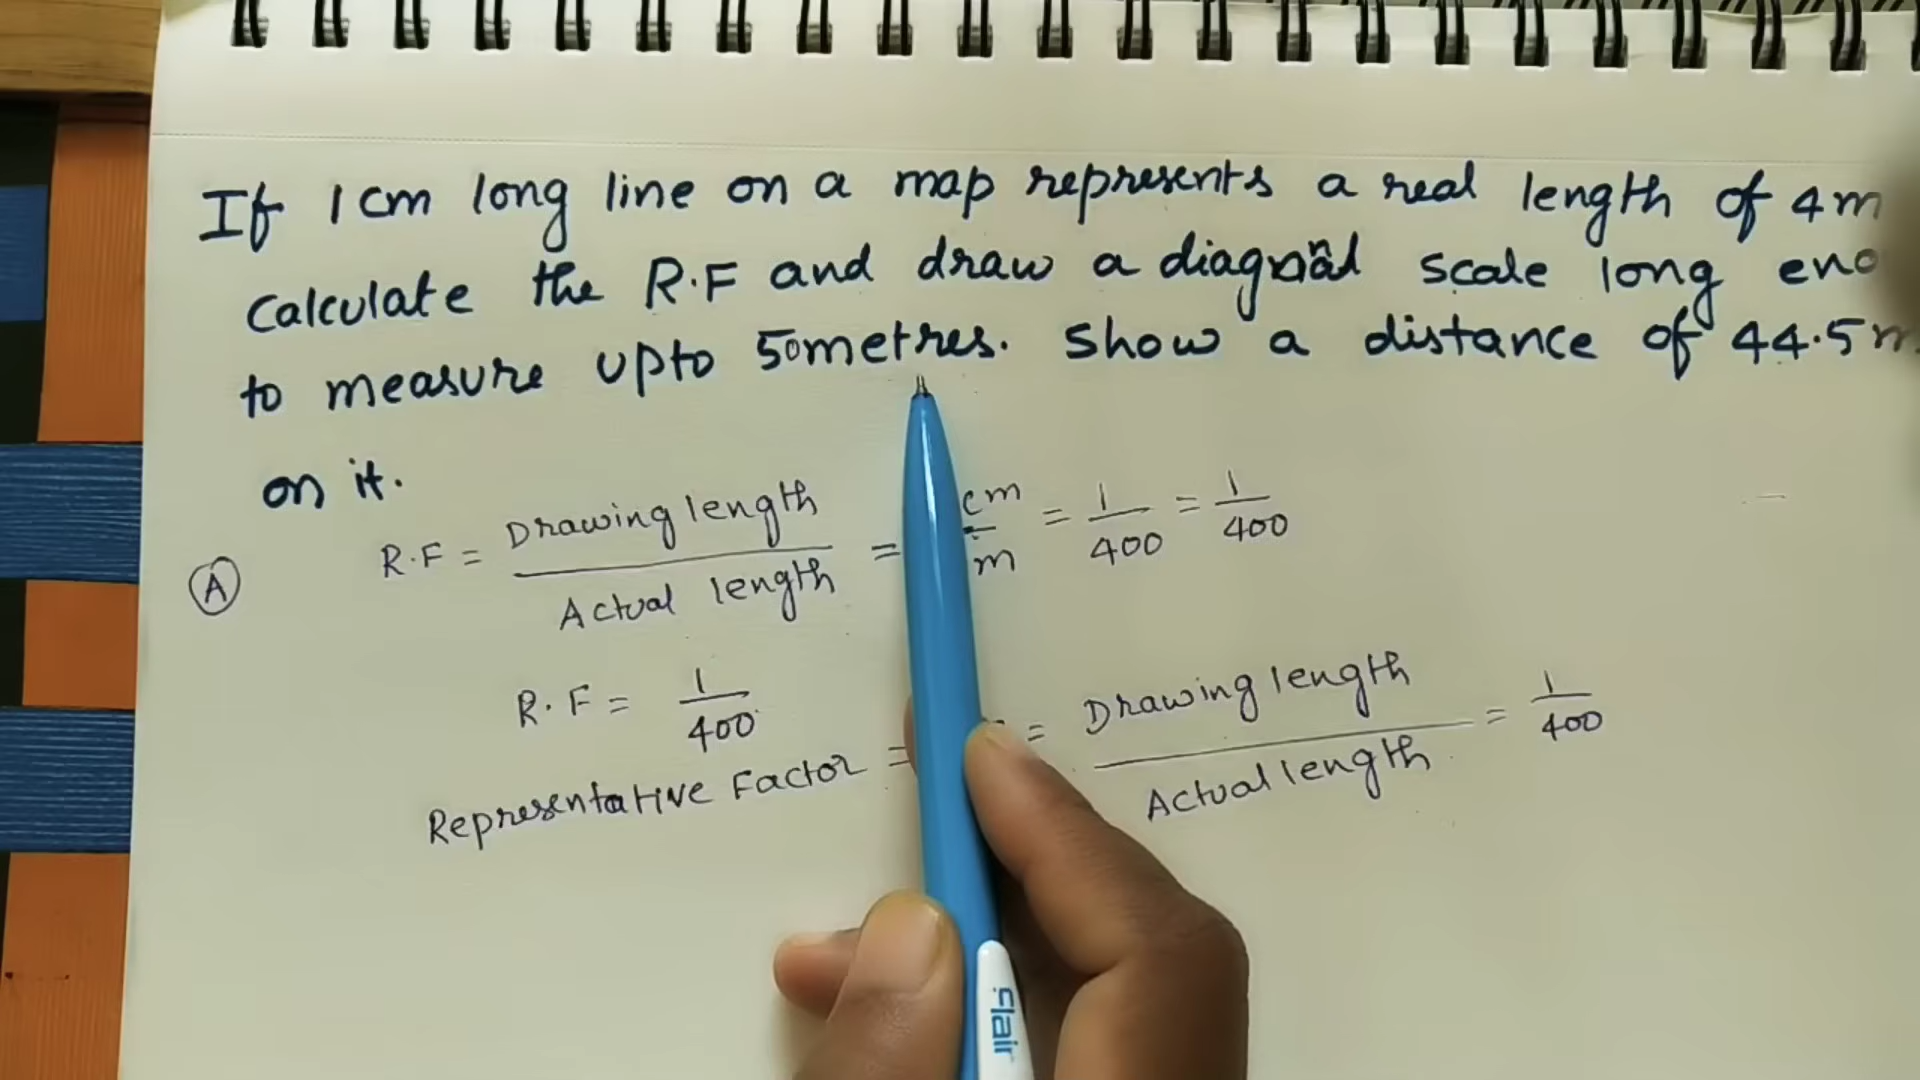 If 1cm long line on a map represents a real length of 4m
calculate the R.F and draw a diagonal scale long eno
to measure upto 50metres. Show a distance of 44.5m
on it.
R.F = Drawing length / Actual length = cm / m = 1/400 = 1/400
A
R.F = 1/400
= Drawing length / Actual length = 1/400
Representative Factor =
Flair